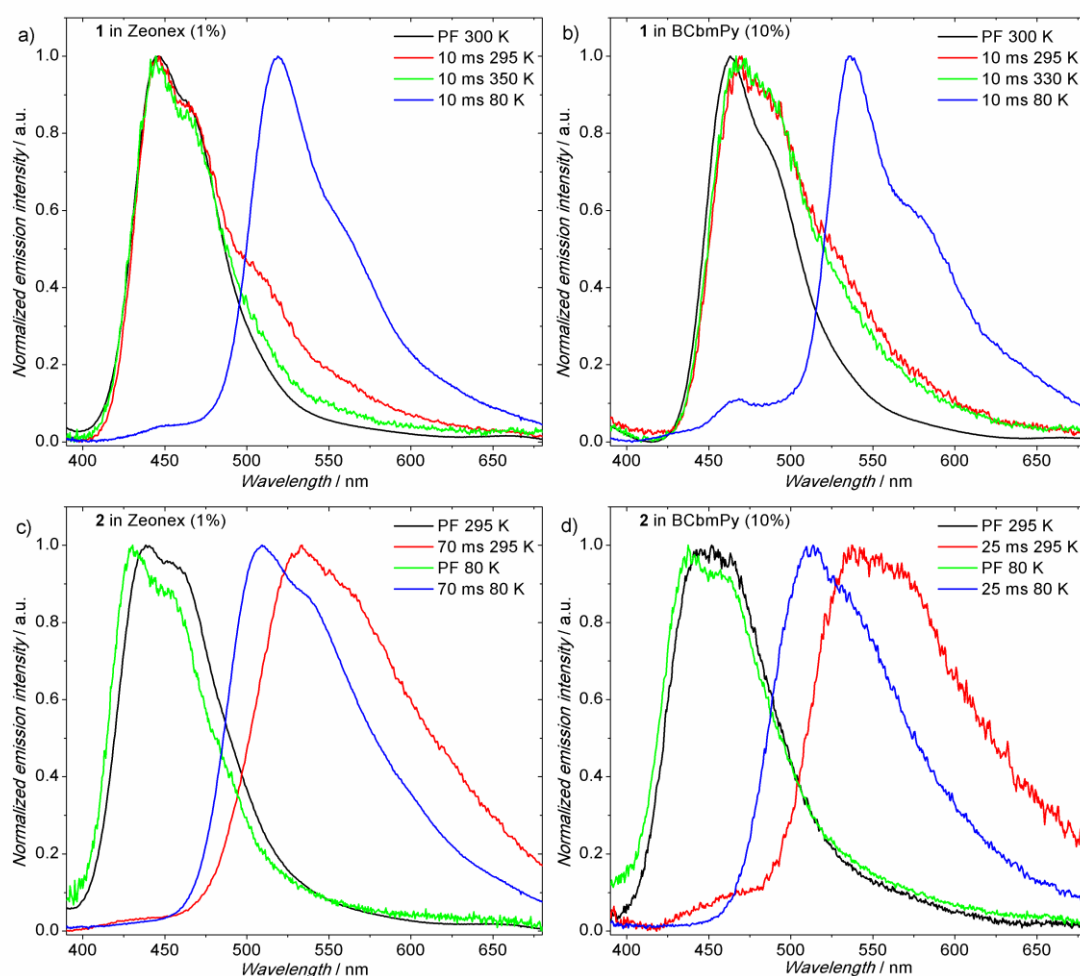 a)
1 in Zeonex (1%)
PF 300 K
10 ms 295 K
10 ms 350 K
10 ms 80 K
1.0
0.8
0.6
0.4
0.2
0.0
Normalized emission intensity / a.u.
400 450 500 550 600 650
Wavelength / nm
b)
1 in BCbmPy (10%)
PF 300 K
10 ms 295 K
10 ms 330 K
10 ms 80 K
1.0
0.8
0.6
0.4
0.2
0.0
Normalized emission intensity / a.u.
400 450 500 550 600 650
Wavelength / nm
c)
2 in Zeonex (1%)
PF 295 K
70 ms 295 K
PF 80 K
70 ms 80 K
1.0
0.8
0.6
0.4
0.2
0.0
Normalized emission intensity / a.u.
400 450 500 550 600 650
Wavelength / nm
d)
2 in BCbmPy (10%)
PF 295 K
25 ms 295 K
PF 80 K
25 ms 80 K
1.0
0.8
0.6
0.4
0.2
0.0
Normalized emission intensity / a.u.
400 450 500 550 600 650
Wavelength / nm